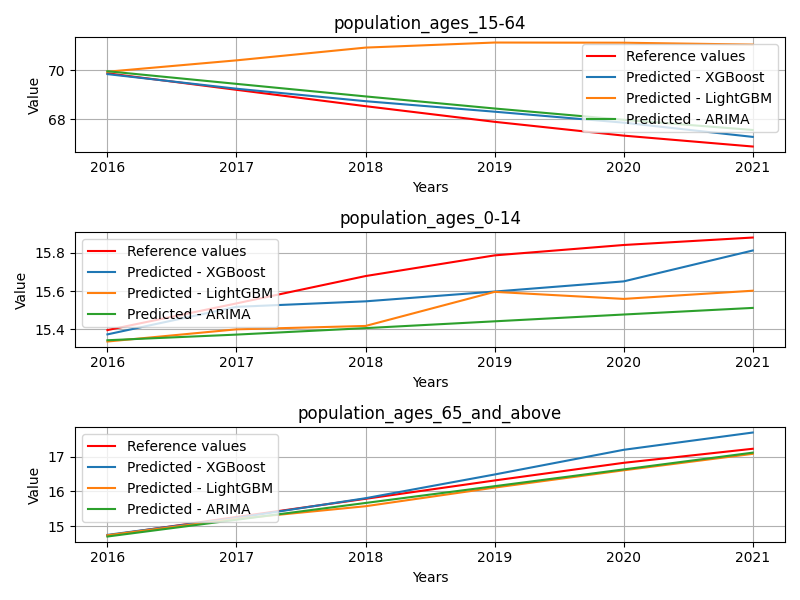 population_ages_15-64
Value
70
68
Reference values
Predicted - XGBoost
Predicted - LightGBM
Predicted - ARIMA
2016 2017 2018 2019 2020 2021
Years
population_ages_0-14
Value
15.8
15.6
15.4
Reference values
Predicted - XGBoost
Predicted - LightGBM
Predicted - ARIMA
2016 2017 2018 2019 2020 2021
Years
population_ages_65_and_above
Value
17
16
15
Reference values
Predicted - XGBoost
Predicted - LightGBM
Predicted - ARIMA
2016 2017 2018 2019 2020 2021
Years